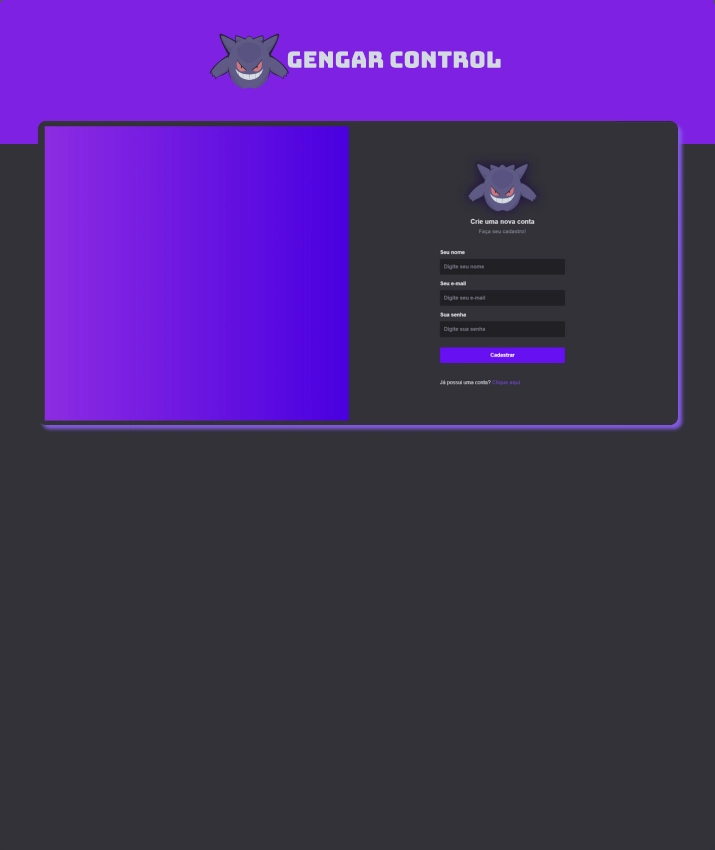 GENGAR CONTROL
Crie uma nova conta
Faça seu cadastro!
Seu nome
Digite seu nome
Seu e-mail
Digite seu e-mail
Sua senha
Digite sua senha
Cadastrar
Já possui uma conta? Clique aqui